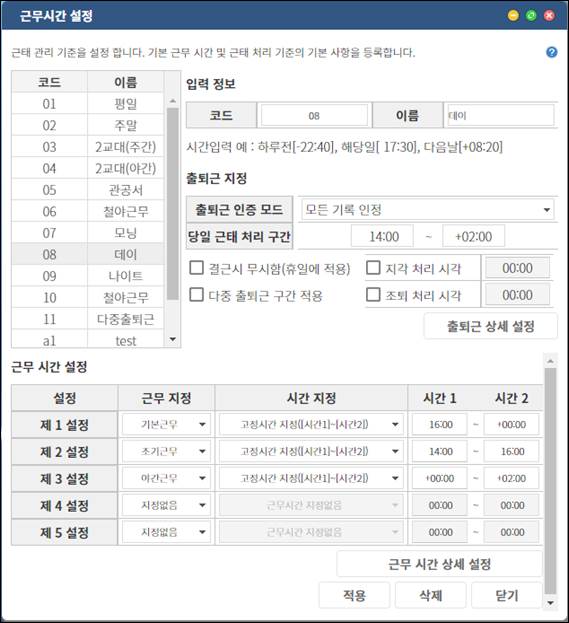 근무시간 설정
근태 관리 기준을 설정 합니다. 기본 근무 시간 및 근태 처리 기준의 기본 사항을 등록합니다.
코드 이름
01 평일
02 주말
03 2교대(주간)
04 2교대(야간)
05 관공서
06 철야근무
07 모닝
08 데이
09 나이트
10 철야근무
11 다중출퇴근
a1 test
입력 정보
코드 08 이름 데이
시간입력 예 : 하루전[-22:40], 해당일[ 17:30], 다음날[+08:20]
출퇴근 지정
출퇴근 인증 모드 모든 기록 인정
당일 근태 처리 구간 14:00 ~ +02:00
결근시 무시함(휴일에 적용) 지각 처리 시각 00:00
다중 출퇴근 구간 적용 조퇴 처리 시각 00:00
출퇴근 상세 설정
근무 시간 설정
설정 근무 지정 시간 지정 시간 1 시간 2
제 1 설정 기본근무 고정시간 지정([시간1]~[시간2]) 16:00 ~ +00:00
제 2 설정 조기근무 고정시간 지정([시간1]~[시간2]) 14:00 ~ 16:00
제 3 설정 야간근무 고정시간 지정([시간1]~[시간2]) +00:00 ~ +02:00
제 4 설정 지정없음 근무시간 지정없음 00:00 ~ 00:00
제 5 설정 지정없음 근무시간 지정없음 00:00 ~ 00:00
근무 시간 상세 설정
적용 삭제 닫기